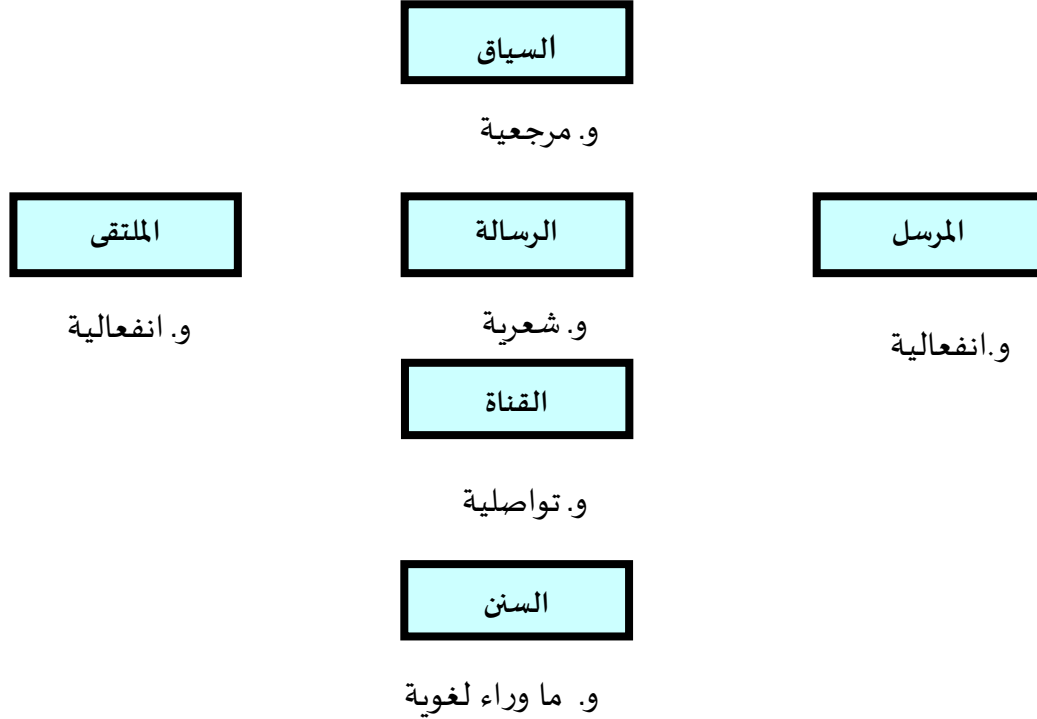 السياق
و. مرجعية
المرسل
الرسالة
الملتقى
و.انفعالية
و. شعرية
و. انفعالية
القناة
و. تواصلية
السنن
و. ما وراء لغوية